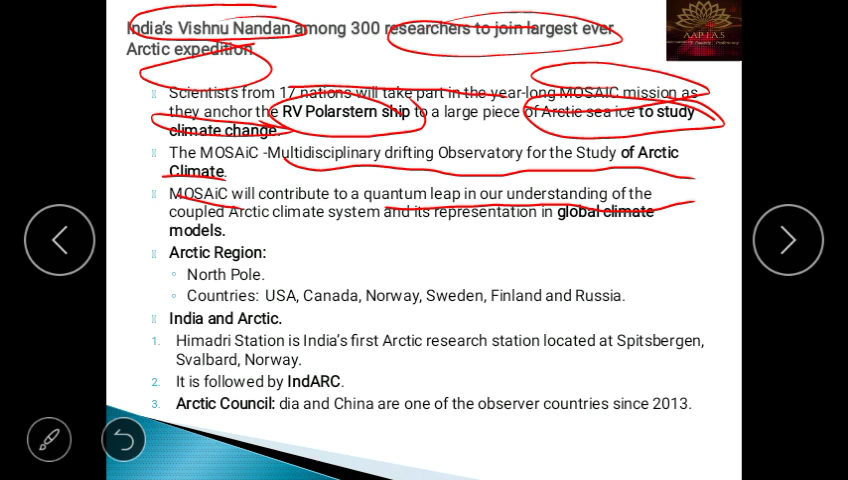 India's Vishnu Nandan among 300 researchers to join largest ever
Arctic expedition
Scientists from 17 nations will take part in the year-long MOSAIC mission as
they anchor the RV Polarstern ship to a large piece of Arctic sea ice to study
climate change.
The MOSAiC -Multidisciplinary drifting Observatory for the Study of Arctic
Climate.
MOSAiC will contribute to a quantum leap in our understanding of the
coupled Arctic climate system and its representation in global climate
models.
Arctic Region:
North Pole.
Countries: USA, Canada, Norway, Sweden, Finland and Russia.
India and Arctic.
1. Himadri Station is India's first Arctic research station located at Spitsbergen,
Svalbard, Norway.
2. It is followed by IndARC.
3. Arctic Council: dia and China are one of the observer countries since 2013.